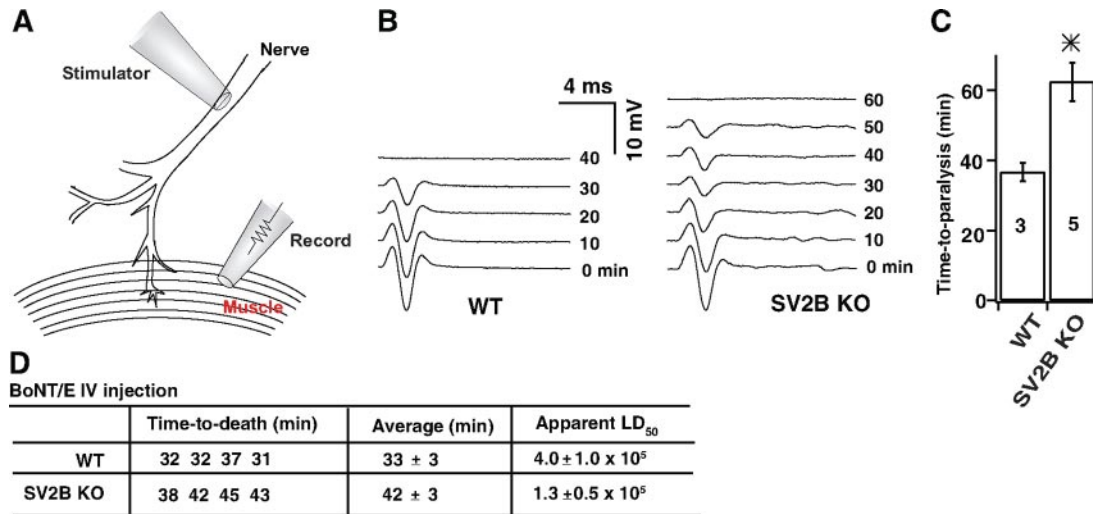 A
Stimulator
Nerve
Record
Muscle
B
4 ms
10 mV
40
30
20
10
0 min
WT
60
50
40
30
20
10
0 min
SV2B KO
C
Time-to-paralysis (min)
60
40
20
0
3
5
WT
SV2B KO
D
BoNT/E IV injection
Time-to-death (min) Average (min) Apparent LD₅₀
WT 32 32 37 31 33 ± 3 4.0 ± 1.0 x 10⁵
SV2B KO 38 42 45 43 42 ± 3 1.3 ±0.5 x 10⁵